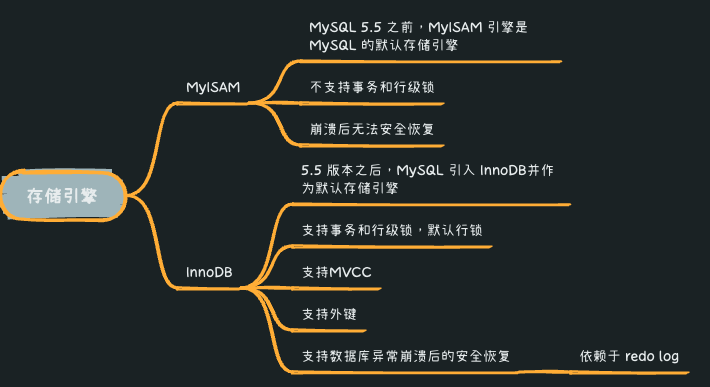 MySQL 5.5 之前，MyISAM 引擎是
MySQL 的默认存储引擎
MyISAM
不支持事务和行级锁
崩溃后无法安全恢复
存储引擎
5.5 版本之后，MySQL 引入 InnoDB并作
为默认存储引擎
支持事务和行级锁，默认行锁
InnoDB
支持MVCC
支持外键
支持数据库异常崩溃后的安全恢复
依赖于 redo log